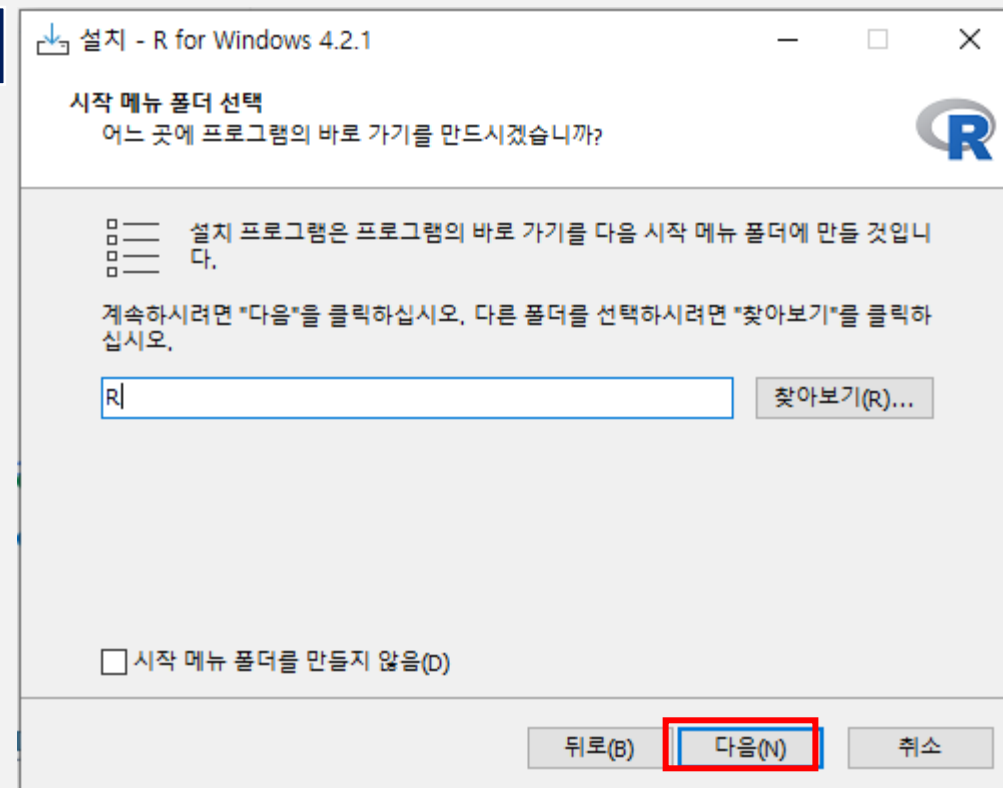 설치 - R for Windows 4.2.1
시작 메뉴 폴더 선택
어느 곳에 프로그램의 바로 가기를 만드시겠습니까?
R
설치 프로그램은 프로그램의 바로 가기를 다음 시작 메뉴 폴더에 만들 것입니
다.
계속하시려면 "다음"을 클릭하십시오. 다른 폴더를 선택하시려면 "찾아보기"를 클릭하
십시오.
R
찾아보기(R)...
시작 메뉴 폴더를 만들지 않음(D)
뒤로(B)
다음(N)
취소